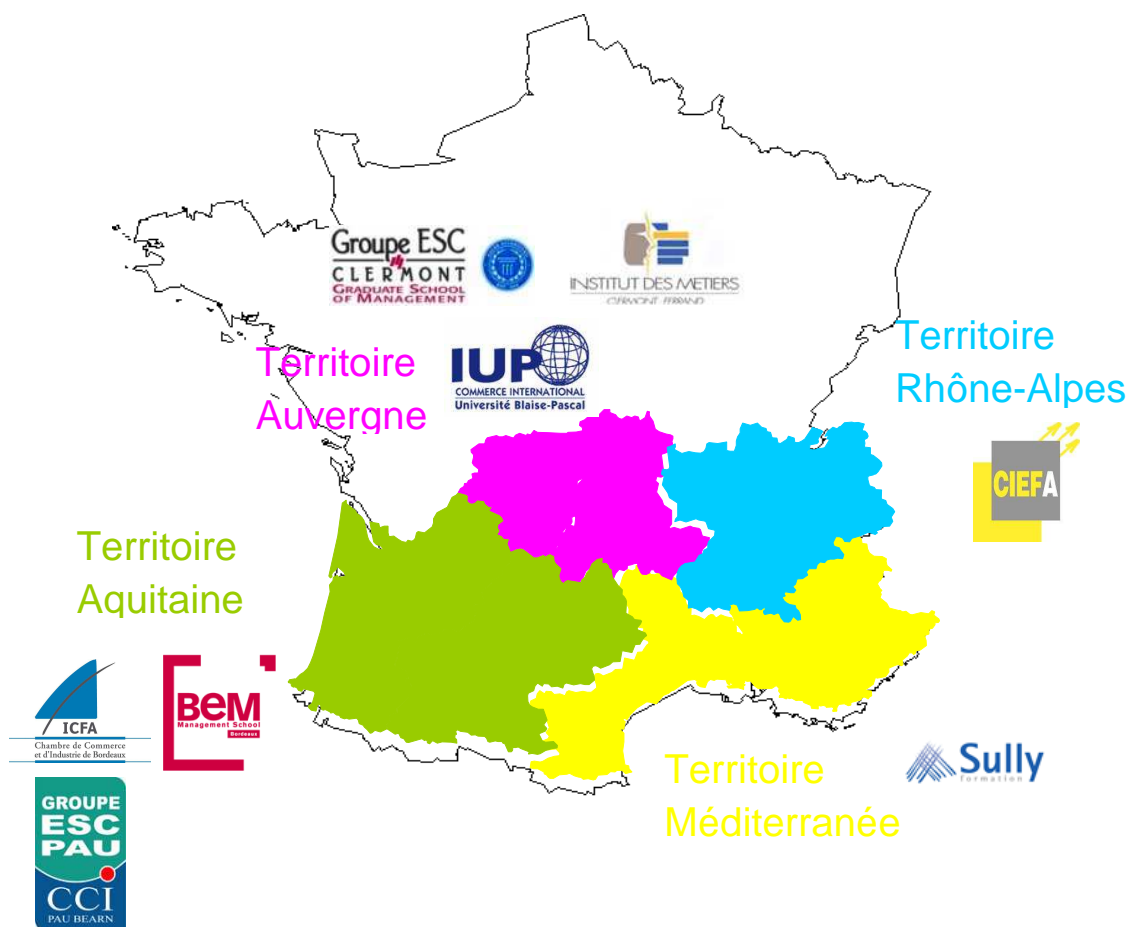 Groupe ESC
CLERMONT
GRADUATE SCHOOL
OF MANAGEMENT
INSTITUT DES METIERS
CLERMONT FERRAND
Territoire
Auvergne
IUP
COMMERCE INTERNATIONAL
Université Blaise-Pascal
Territoire
Rhône-Alpes
CIEFA
Territoire
Aquitaine
ICFA
Chambre de Commerce
et d'Industrie de Bordeaux
BeM
Management School
Bordeaux
GROUPE
ESC
PAU
CCI
PAU BEARN
Territoire
Méditerranée
Sully
formation